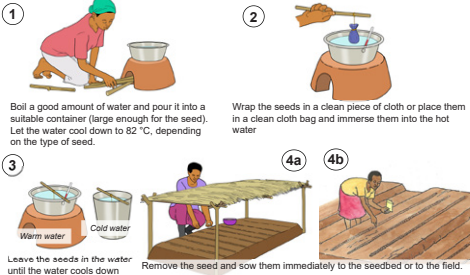 1
2
Boil a good amount of water and pour it into a
suitable container (large enough for the seed).
Let the water cool down to 82 °C, depending
on the type of seed.
Wrap the seeds in a clean piece of cloth or place them
in a clean cloth bag and immerse them into the hot
water
3
4a
4b
Warm water
Cold water
Leave the seeds in the water
until the water cools down
Remove the seed and sow them immediately to the seedbed or to the field.